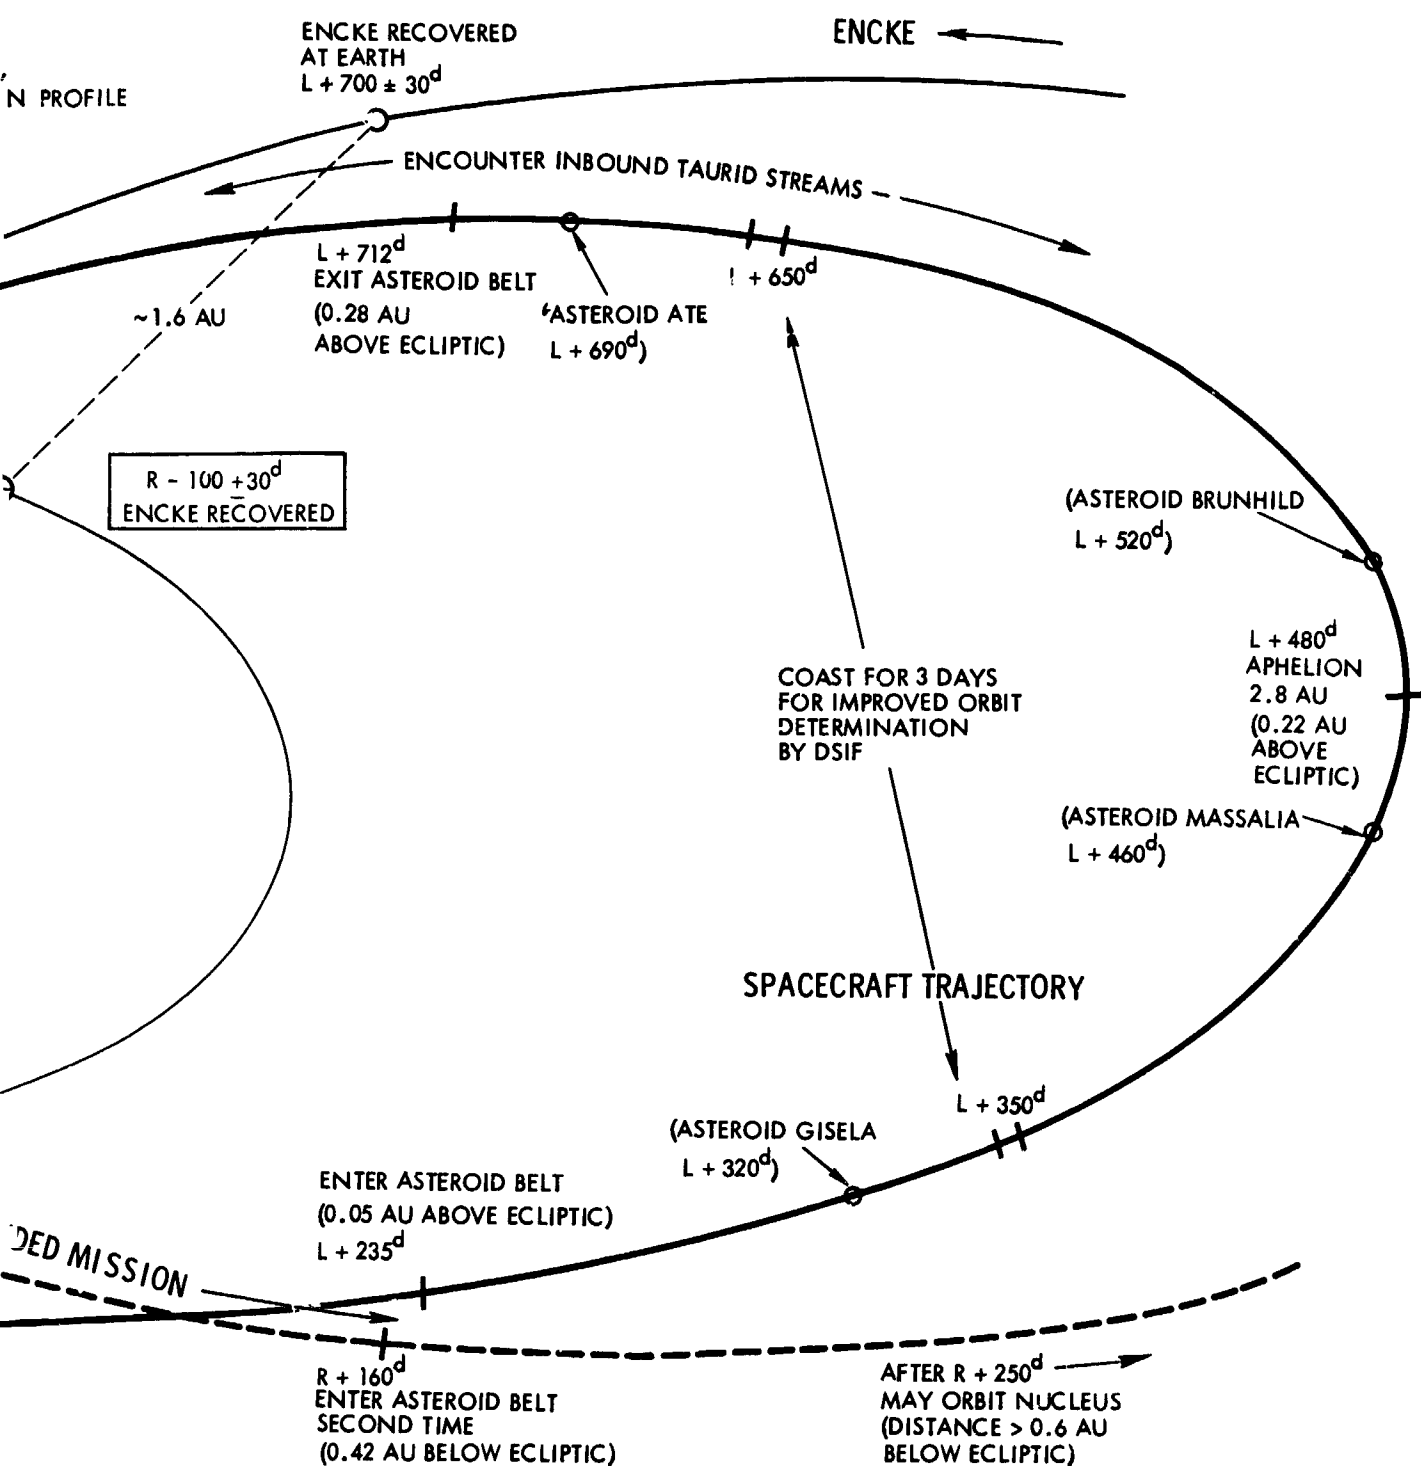 ENCKE RECOVERED
AT EARTH
L + 700 ± 30d
ENCKE
'N PROFILE
ENCOUNTER INBOUND TAURID STREAMS
L + 712d
EXIT ASTEROID BELT
(0.28 AU
ABOVE ECLIPTIC)
(ASTEROID ATE
L + 690d)
L + 650d
~1.6 AU
R - 100 ±30d
ENCKE RECOVERED
(ASTEROID BRUNHILD
L + 520d)
L + 480d
APHELION
2.8 AU
(0.22 AU
ABOVE
ECLIPTIC)
COAST FOR 3 DAYS
FOR IMPROVED ORBIT
DETERMINATION
BY DSIF
(ASTEROID MASSALIA
L + 460d)
SPACECRAFT TRAJECTORY
L + 350d
(ASTEROID GISELA
L + 320d)
ENTER ASTEROID BELT
(0.05 AU ABOVE ECLIPTIC)
L + 235d
DED MISSION
R + 160d
ENTER ASTEROID BELT
SECOND TIME
(0.42 AU BELOW ECLIPTIC)
AFTER R + 250d
MAY ORBIT NUCLEUS
(DISTANCE > 0.6 AU
BELOW ECLIPTIC)